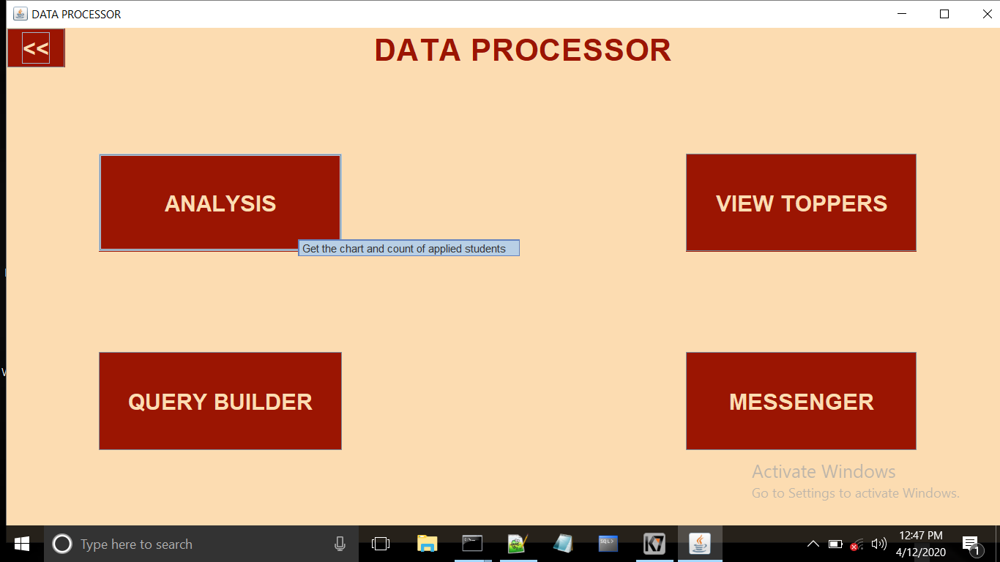 DATA PROCESSOR
<<
DATA PROCESSOR
ANALYSIS
VIEW TOPPERS
Get the chart and count of applied students
QUERY BUILDER
MESSENGER
Activate Windows
Go to Settings to activate Windows.
Type here to search
SQL>
K7
12:47 PM
4/12/2020
1